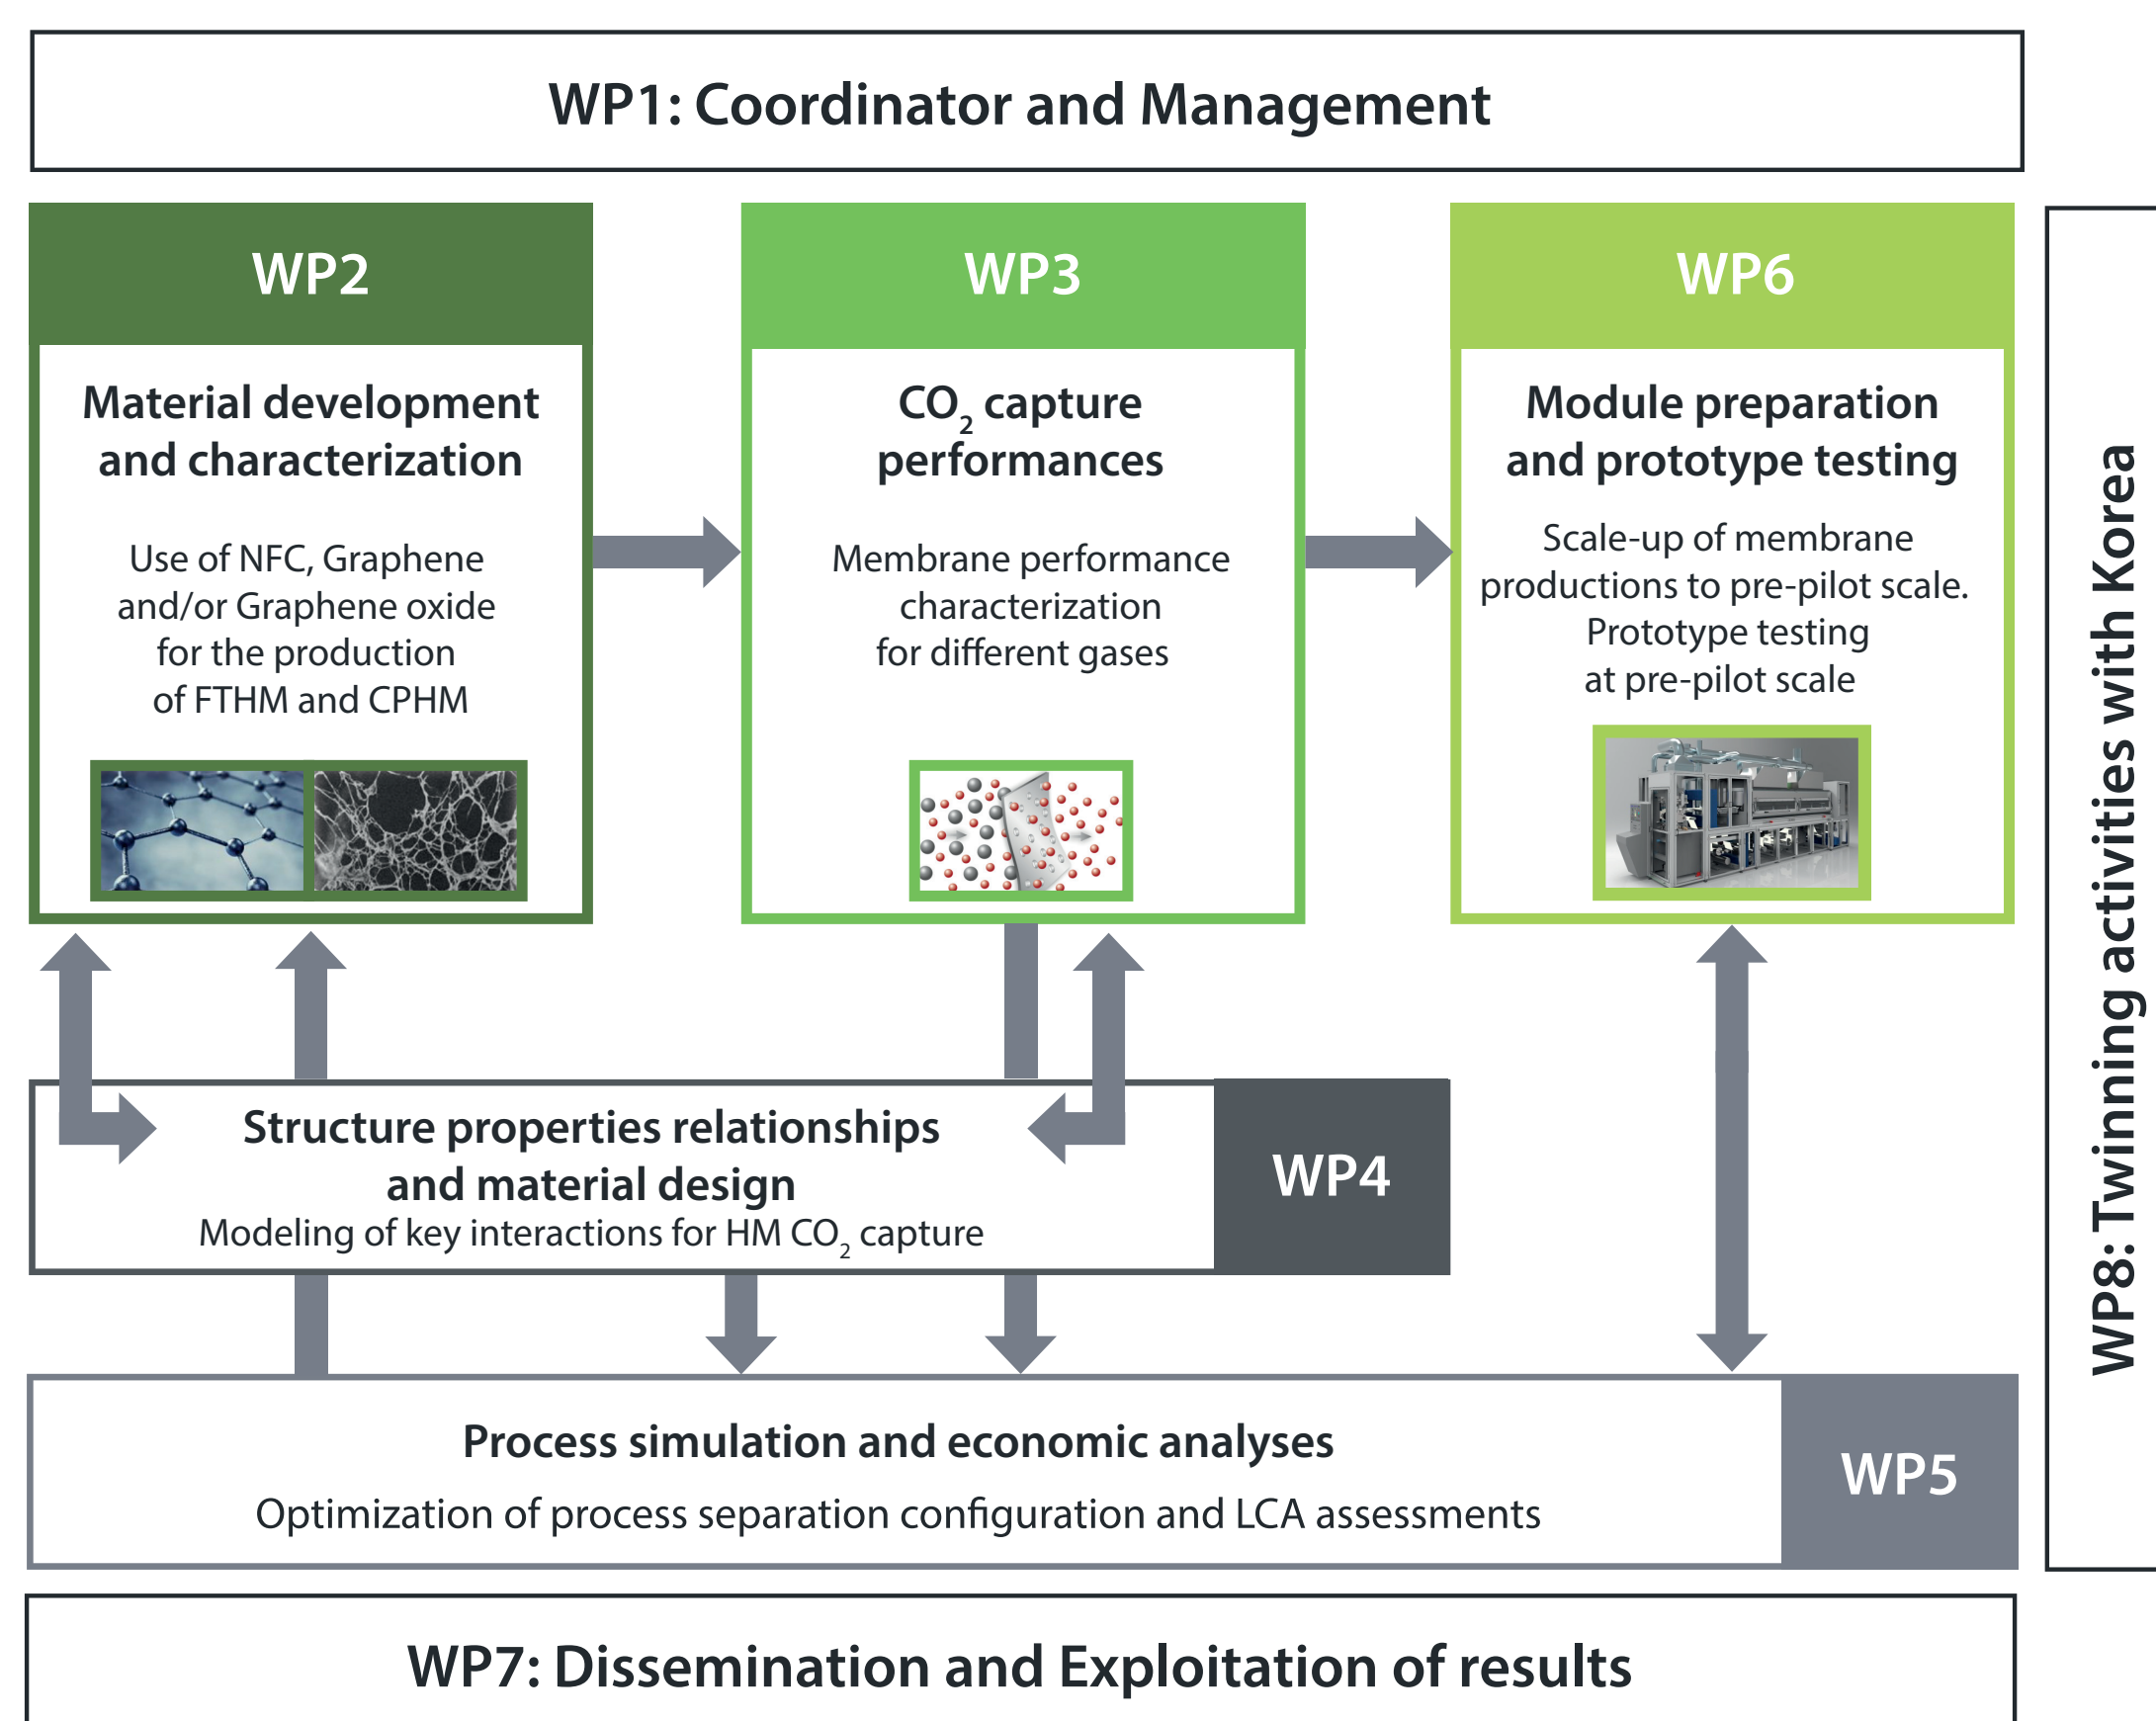 WP1: Coordinator and Management
WP2
Material development
and characterization
Use of NFC, Graphene
and/or Graphene oxide
for the production
of FTHM and CPHM
WP3
CO₂ capture
performances
Membrane performance
characterization
for different gases
WP6
Module preparation
and prototype testing
Scale-up of membrane
productions to pre-pilot scale.
Prototype testing
at pre-pilot scale
Structure properties relationships
and material design
Modeling of key interactions for HM CO₂ capture
WP4
Process simulation and economic analyses
Optimization of process separation configuration and LCA assessments
WP5
WP7: Dissemination and Exploitation of results
WP8: Twinning activities with Korea